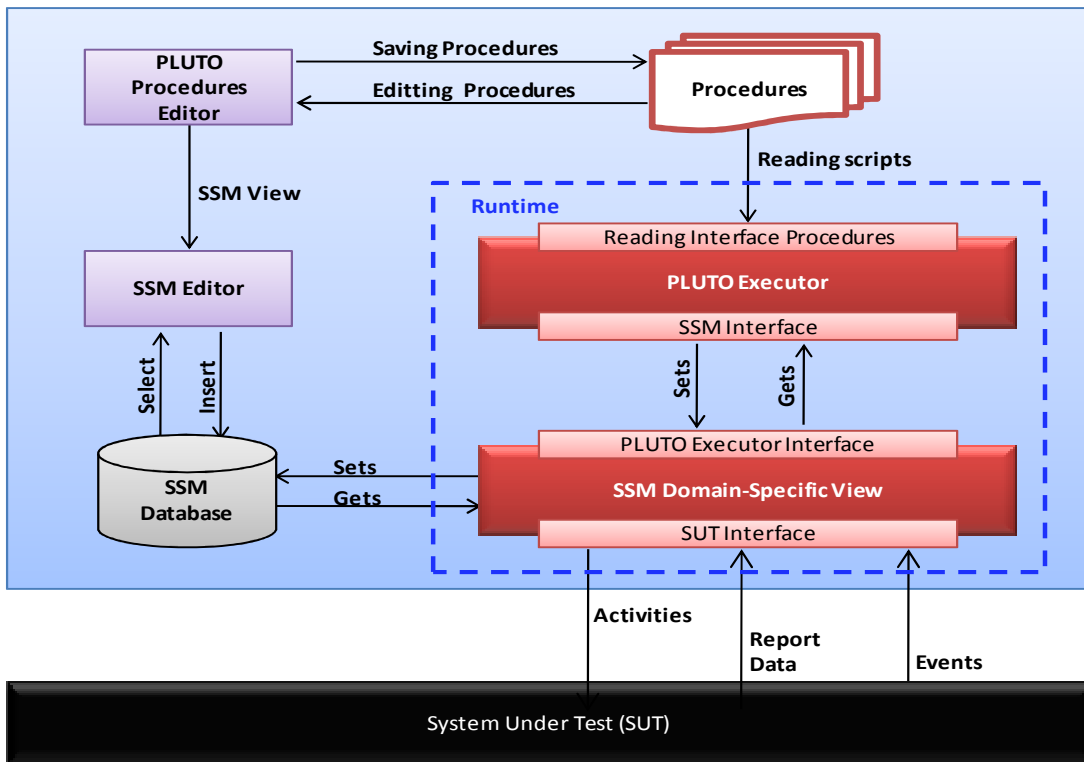 Saving Procedures
PLUTO
Procedures
Editor
Editting Procedures
Procedures
Reading scripts
SSM View
Runtime
Reading Interface Procedures
PLUTO Executor
SSM Interface
SSM Editor
Select
Insert
Sets
Gets
PLUTO Executor Interface
SSM Domain-Specific View
SUT Interface
Sets
Gets
SSM
Database
Activities
Report
Data
Events
System Under Test (SUT)